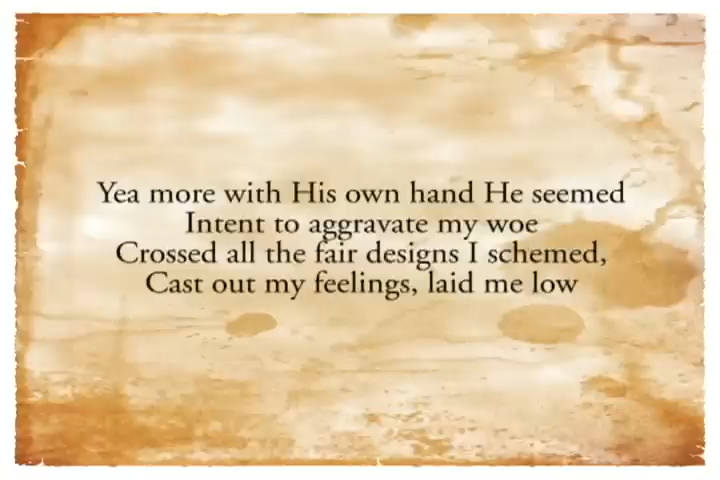 Yea more with His own hand He seemed
Intent to aggravate my woe
Crossed all the fair designs I schemed,
Cast out my feelings, laid me low